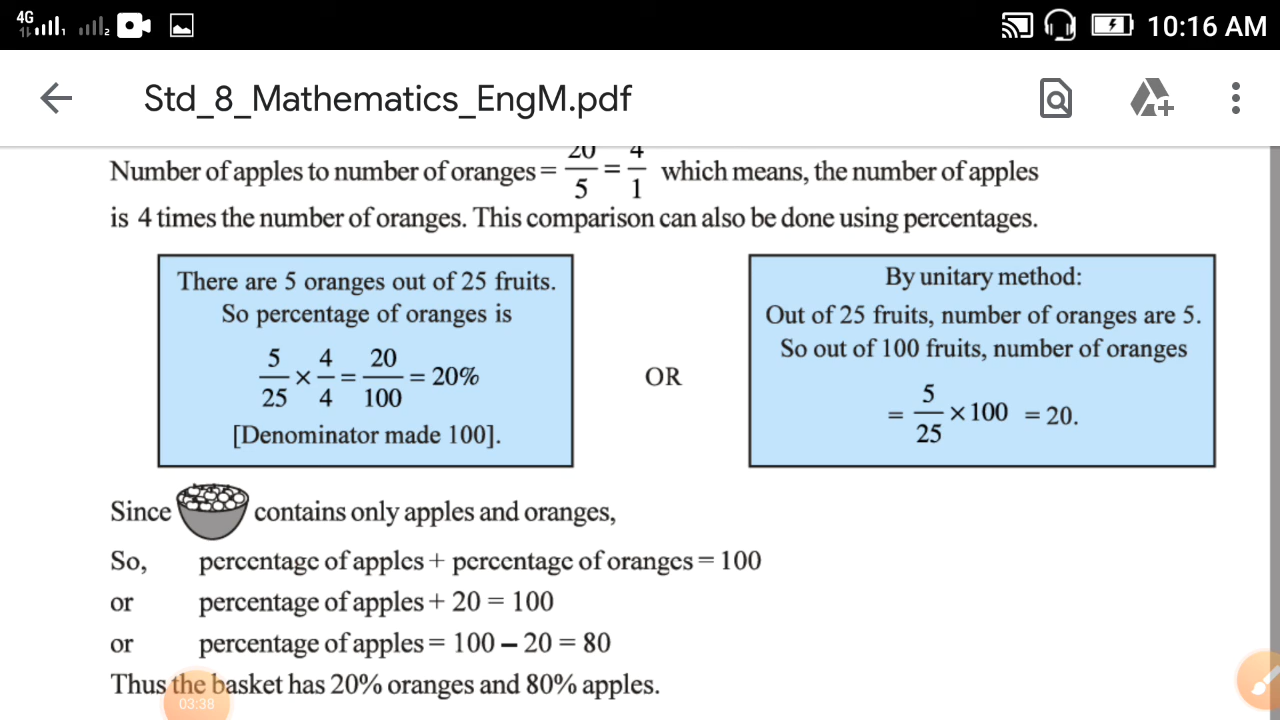 4G 1 2 10:16 AM
Std_8_Mathematics_EngM.pdf
Number of apples to number of oranges = 20/5 = 4/1 which means, the number of apples
is 4 times the number of oranges. This comparison can also be done using percentages.
There are 5 oranges out of 25 fruits.
So percentage of oranges is
5/25 × 4/4 = 20/100 = 20%
[Denominator made 100].
OR
By unitary method:
Out of 25 fruits, number of oranges are 5.
So out of 100 fruits, number of oranges
= 5/25 × 100 = 20.
Since contains only apples and oranges,
So, percentage of apples + percentage of oranges = 100
or percentage of apples + 20 = 100
or percentage of apples = 100 – 20 = 80
Thus the basket has 20% oranges and 80% apples.
03:38